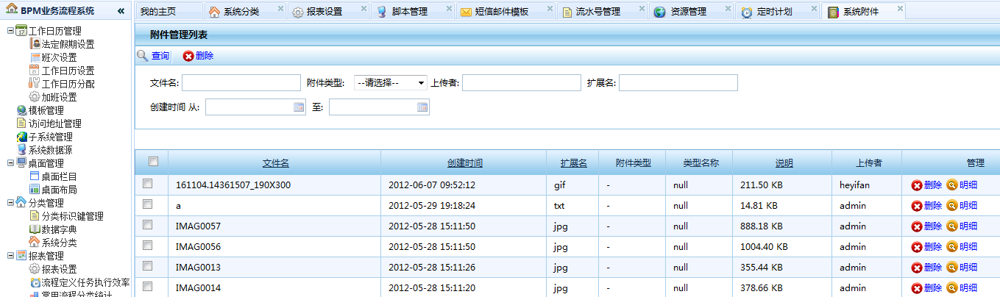 BPM业务流程系统
工作日历管理
法定假期设置
班次设置
工作日历设置
工作日历分配
加班设置
模板管理
访问地址管理
子系统管理
系统数据源
桌面管理
桌面栏目
桌面布局
分类管理
分类标识键管理
数据字典
系统分类
报表管理
报表设置
流程定义任务执行效率
常用流程分类统计
我的主页 系统分类 报表设置 脚本管理 短信邮件模板 流水号管理 资源管理 定时计划 系统附件
附件管理列表
查询 删除
文件名: 附件类型: --请选择-- 上传者: 扩展名:
创建时间 从: 至:
文件名 创建时间 扩展名 附件类型 类型名称 说明 上传者 管理
161104.14361507_190X300 2012-06-07 09:52:12 gif - null 211.50 KB heyifan 删除 明细
a 2012-05-29 19:18:24 txt - null 14.81 KB admin 删除 明细
IMAG0057 2012-05-28 15:11:50 jpg - null 888.18 KB admin 删除 明细
IMAG0056 2012-05-28 15:11:50 jpg - null 1004.40 KB admin 删除 明细
IMAG0013 2012-05-28 15:11:26 jpg - null 355.44 KB admin 删除 明细
IMAG0014 2012-05-28 15:11:20 jpg - null 378.66 KB admin 删除 明细